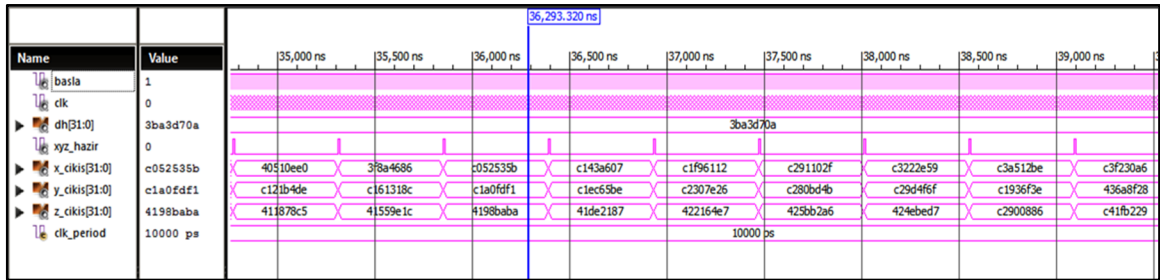 36,293.320 ns
Name Value 35,000 ns 35,500 ns 36,000 ns 36,500 ns 37,000 ns 37,500 ns 38,000 ns 38,500 ns 39,000 ns
basla 1
clk 0
dh[31:0] 3ba3d70a 3ba3d70a
xyz_hazir 0
x_cikis[31:0] c052535b 40510ee0 3f8a4686 c052535b c143a607 c1f96112 c291102f c3222e59 c3a512be c3f230a6
y_cikis[31:0] c1a0fdf1 c121b4de c161318c c1a0fdf1 c1ec65be c2307e26 c280bd4b c29d4f6f c1936f3e 436a8f28
z_cikis[31:0] 4198baba 411878c5 41559e1c 4198baba 41de2187 422164e7 425bb2a6 424ebed7 c2900886 c41fb229
clk_period 10000 ps 10000 ps